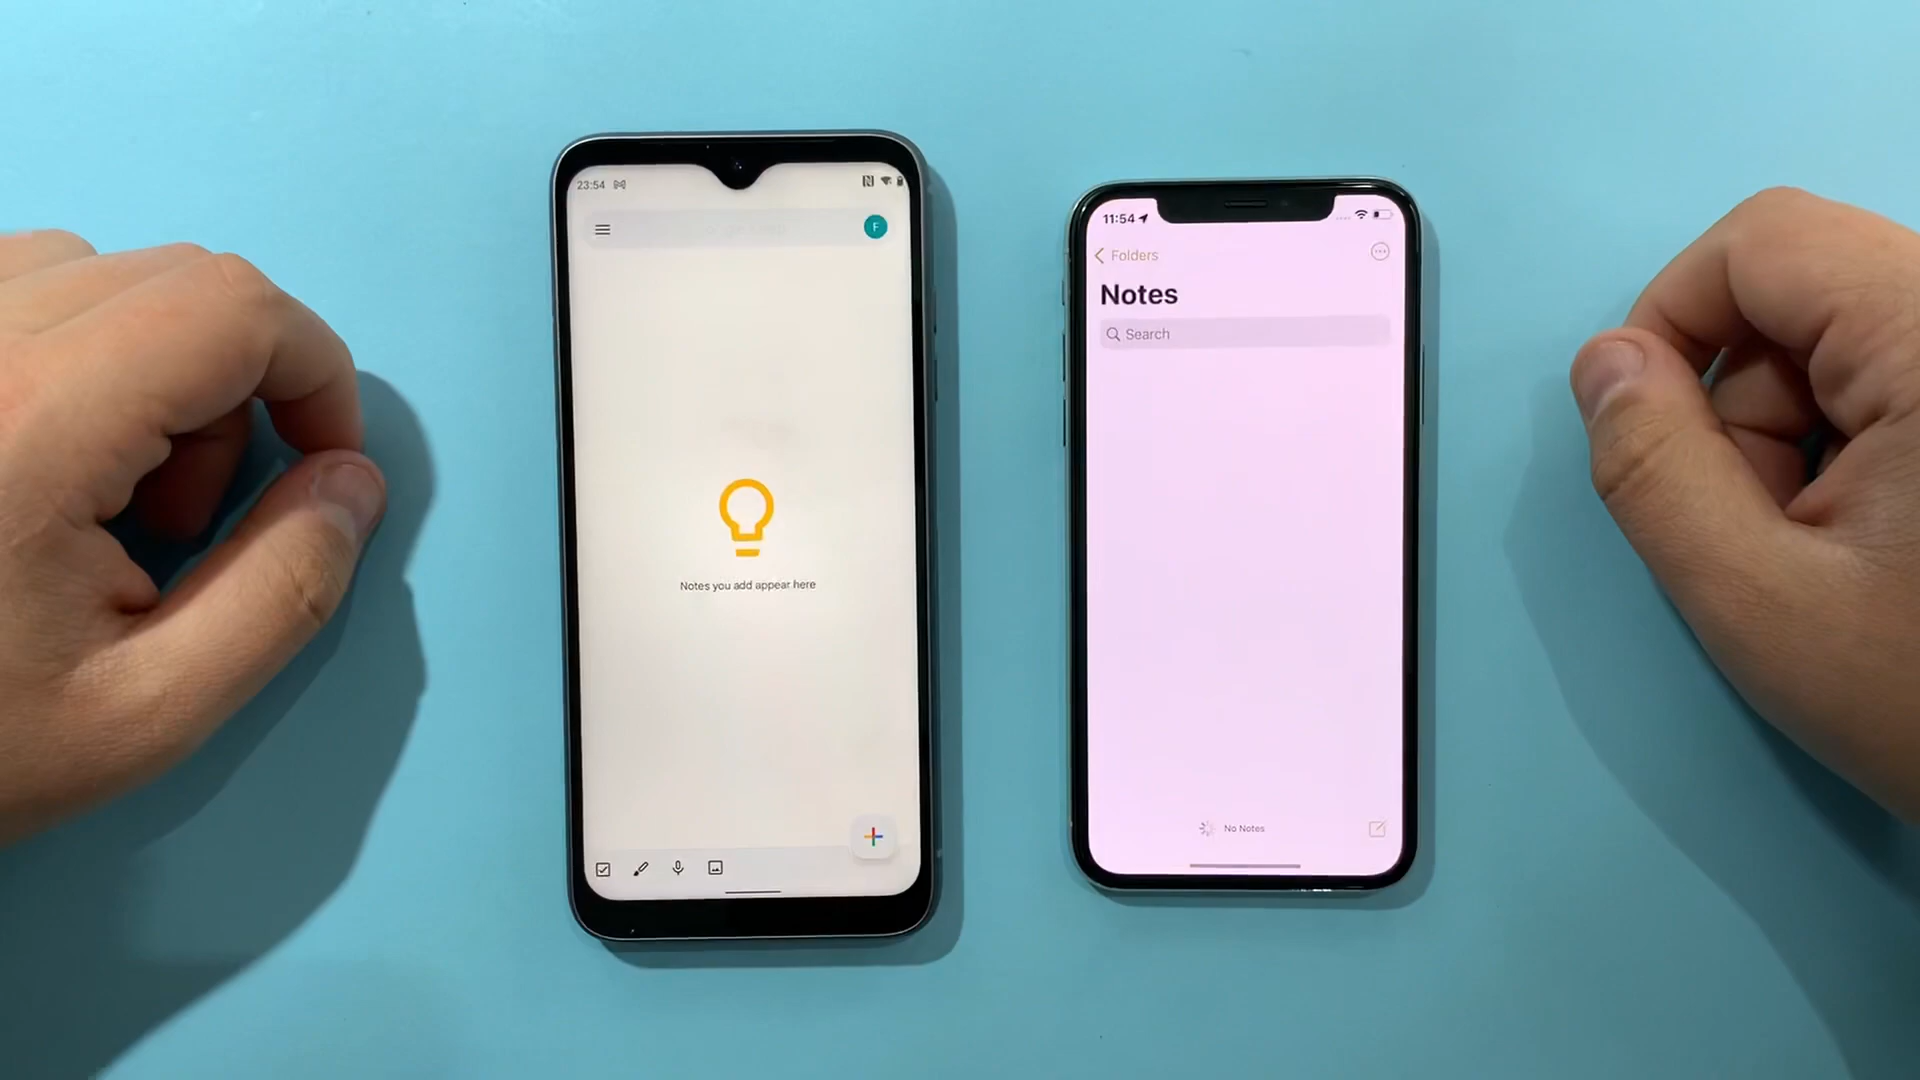 23:54
F
Notes you add appear here
11:54
Folders
Notes
Search
No Notes